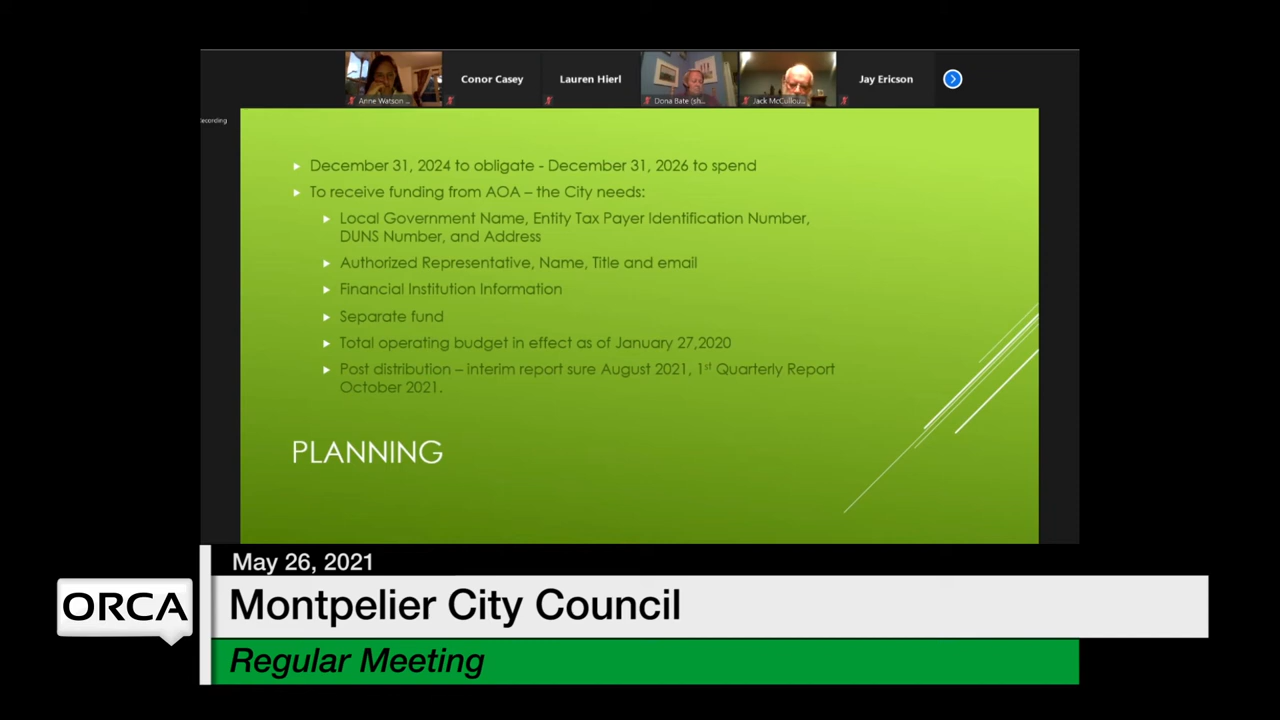 Conor Casey
Lauren Hierl
Jay Ericson
Anne Watson ...
Dona Bate (sh...
Jack McCullou...
Recording
December 31, 2024 to obligate - December 31, 2026 to spend
To receive funding from AOA – the City needs:
Local Government Name, Entity Tax Payer Identification Number,
DUNS Number, and Address
Authorized Representative, Name, Title and email
Financial Institution Information
Separate fund
Total operating budget in effect as of January 27,2020
Post distribution – interim report sure August 2021, 1st Quarterly Report
October 2021.
PLANNING
May 26, 2021
ORCA
Montpelier City Council
Regular Meeting